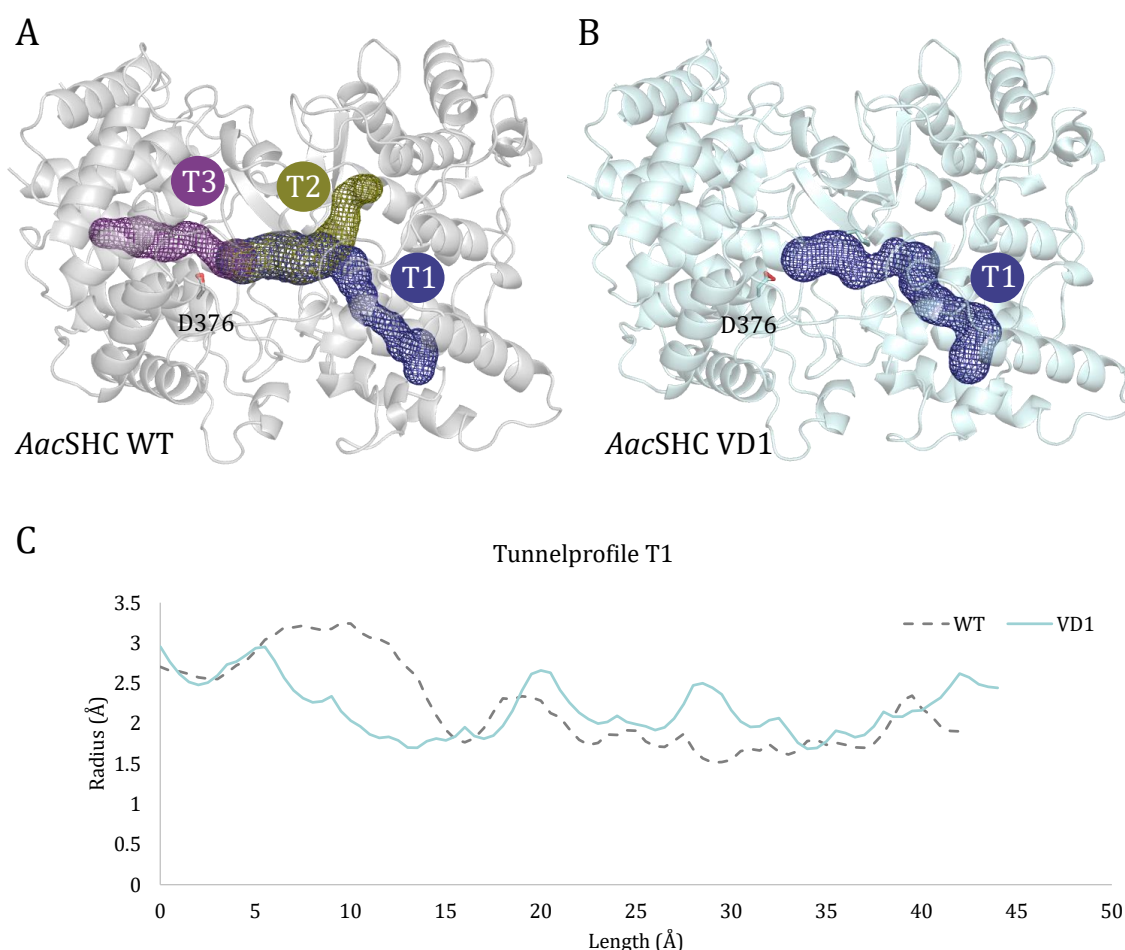 A
B
T3
T2
T1
T1
D376
D376
AacSHC WT
AacSHC VD1
C
Tunnelprofile T1
3.5
3
2.5
2
1.5
1
0.5
0
Radius (Å)
WT
VD1
0 5 10 15 20 25 30 35 40 45 50
Length (Å)